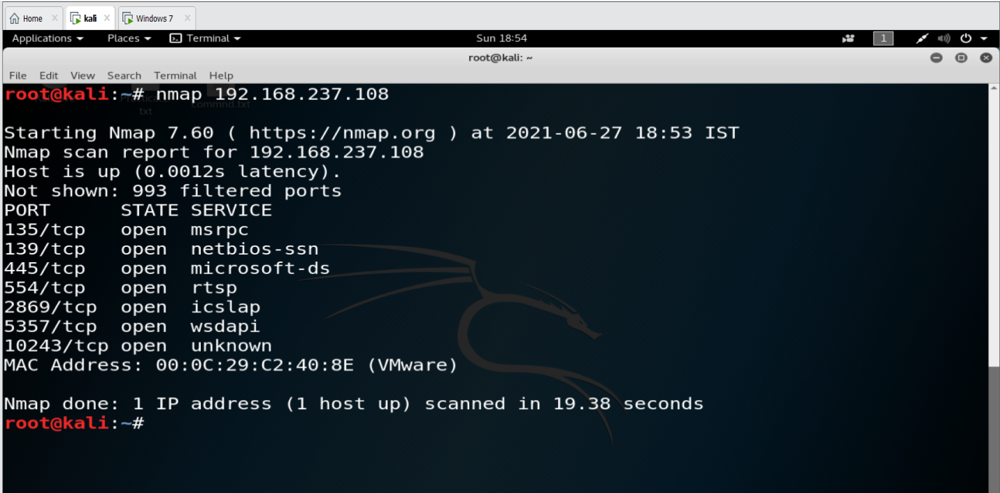 Home × kali × Windows 7 ×
Applications Places Terminal Sun 18:54 1
root@kali: ~
File Edit View Search Terminal Help
root@kali:~# nmap 192.168.237.108
txt commnd.txt
Starting Nmap 7.60 ( https://nmap.org ) at 2021-06-27 18:53 IST
Nmap scan report for 192.168.237.108
Host is up (0.0012s latency).
Not shown: 993 filtered ports
PORT STATE SERVICE
135/tcp open msrpc
139/tcp open netbios-ssn
445/tcp open microsoft-ds
554/tcp open rtsp
2869/tcp open icslap
5357/tcp open wsdapi
10243/tcp open unknown
MAC Address: 00:0C:29:C2:40:8E (VMware)
Nmap done: 1 IP address (1 host up) scanned in 19.38 seconds
root@kali:~#